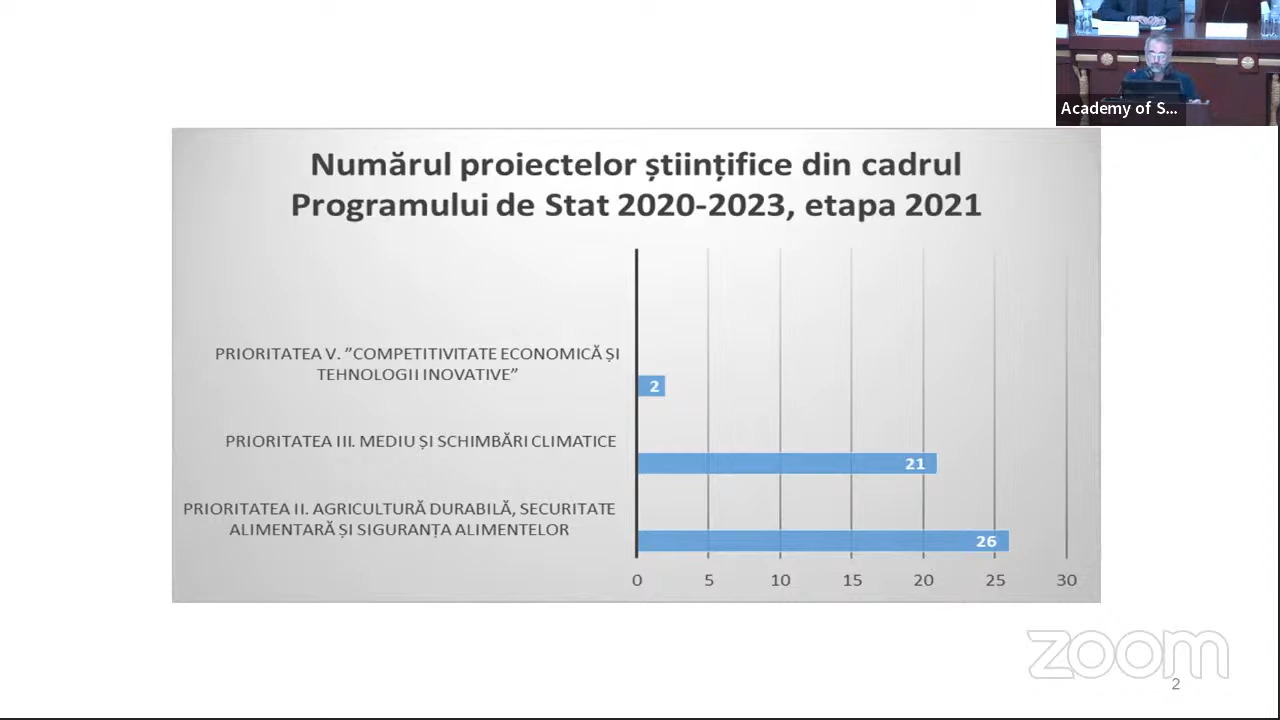 Academy of S...
Numărul proiectelor științifice din cadrul
Programului de Stat 2020-2023, etapa 2021
PRIORITATEA V. ”COMPETITIVITATE ECONOMICĂ ȘI
TEHNOLOGII INOVATIVE”
2
PRIORITATEA III. MEDIU ȘI SCHIMBĂRI CLIMATICE
21
PRIORITATEA II. AGRICULTURĂ DURABILĂ, SECURITATE
ALIMENTARĂ ȘI SIGURANȚA ALIMENTELOR
26
0 5 10 15 20 25 30
zoom
2